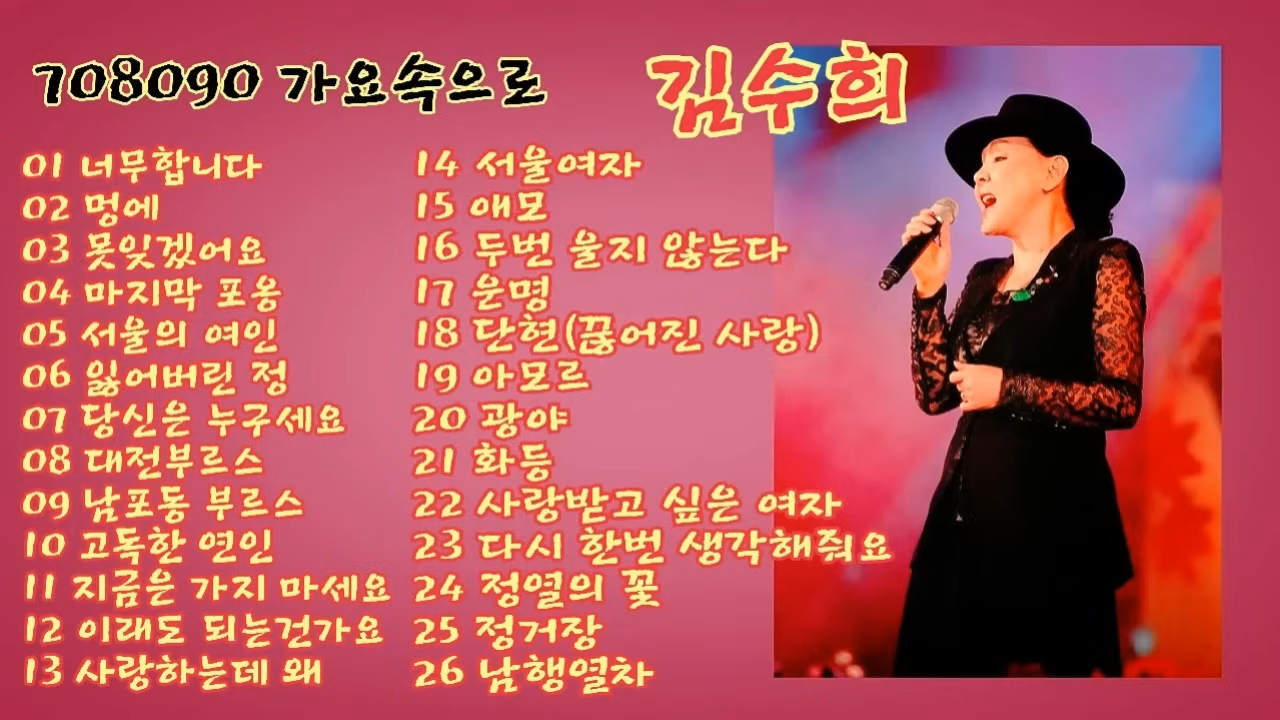 708090 가요속으로
김수희
01 너무합니다
02 멍에
03 못잊겠어요
04 마지막 포옹
05 서울의 여인
06 잃어버린 정
07 당신은 누구세요
08 대전부르스
09 남포동 부르스
10 고독한 연인
11 지금은 가지 마세요
12 이래도 되는건가요
13 사랑하는데 왜
14 서울여자
15 애모
16 두번 울지 않는다
17 운명
18 단현(끊어진 사랑)
19 아모르
20 광야
21 화등
22 사랑받고 싶은 여자
23 다시 한번 생각해줘요
24 정열의 꽃
25 정거장
26 남행열차